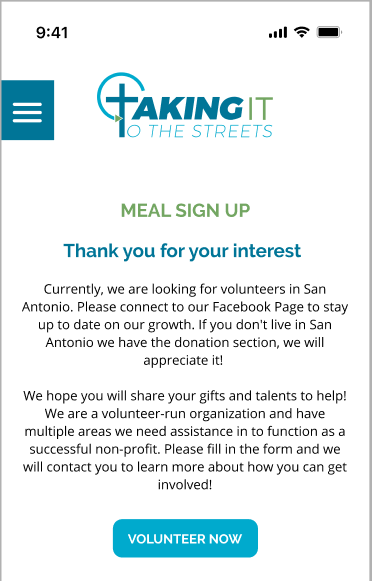 9:41
TAKING IT
TO THE STREETS
MEAL SIGN UP
Thank you for your interest
Currently, we are looking for volunteers in San
Antonio. Please connect to our Facebook Page to stay
up to date on our growth. If you don't live in San
Antonio we have the donation section, we will
appreciate it!
We hope you will share your gifts and talents to help!
We are a volunteer-run organization and have
multiple areas we need assistance in to function as a
successful non-profit. Please fill in the form and we
will contact you to learn more about how you can get
involved!
VOLUNTEER NOW